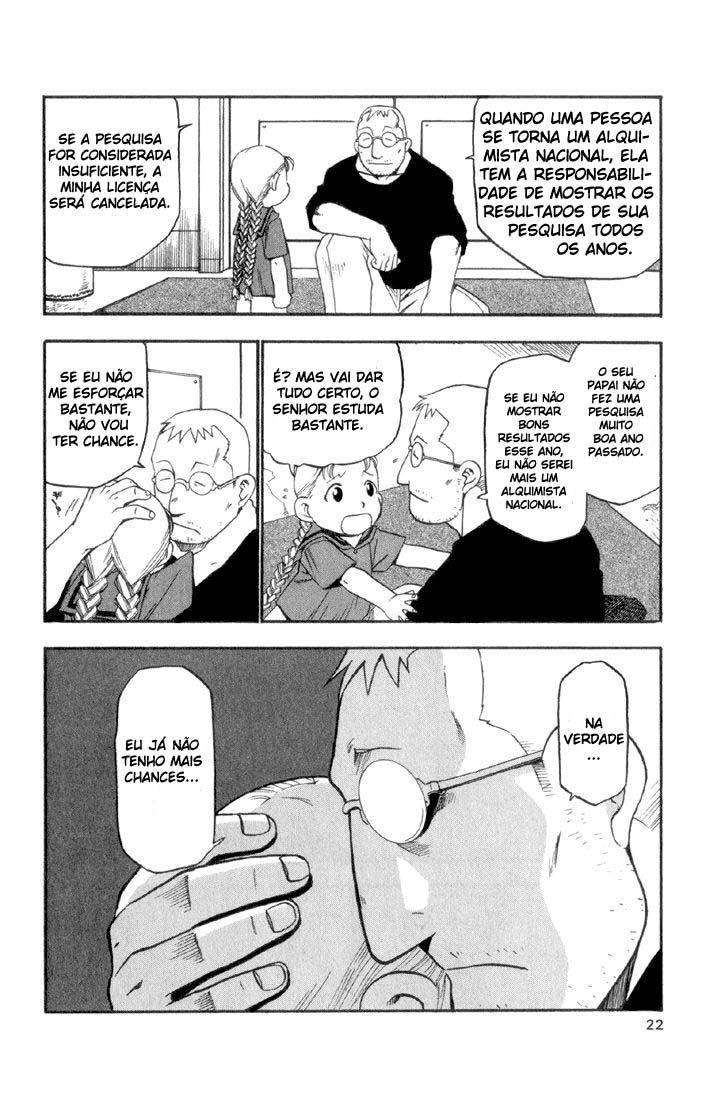 QUANDO UMA PESSOA
SE TORNA UM ALQUI-
MISTA NACIONAL, ELA
TEM A RESPONSABILI-
DADE DE MOSTRAR OS
RESULTADOS DE SUA
PESQUISA TODOS
OS ANOS.
SE A PESQUISA
FOR CONSIDERADA
INSUFICIENTE, A
MINHA LICENÇA
SERÁ CANCELADA.
O SEU
PAPAI NÃO
FEZ UMA
PESQUISA
MUITO
BOA ANO
PASSADO.
SE EU NÃO
MOSTRAR
BONS
RESULTADOS
ESSE ANO,
EU NÃO SEREI
MAIS UM
ALQUIMISTA
NACIONAL.
É? MAS VAI DAR
TUDO CERTO, O
SENHOR ESTUDA
BASTANTE.
SE EU NÃO
ME ESFORÇAR
BASTANTE,
NÃO VOU
TER CHANCE.
NA
VERDADE
...
EU JÁ NÃO
TENHO MAIS
CHANCES...
22